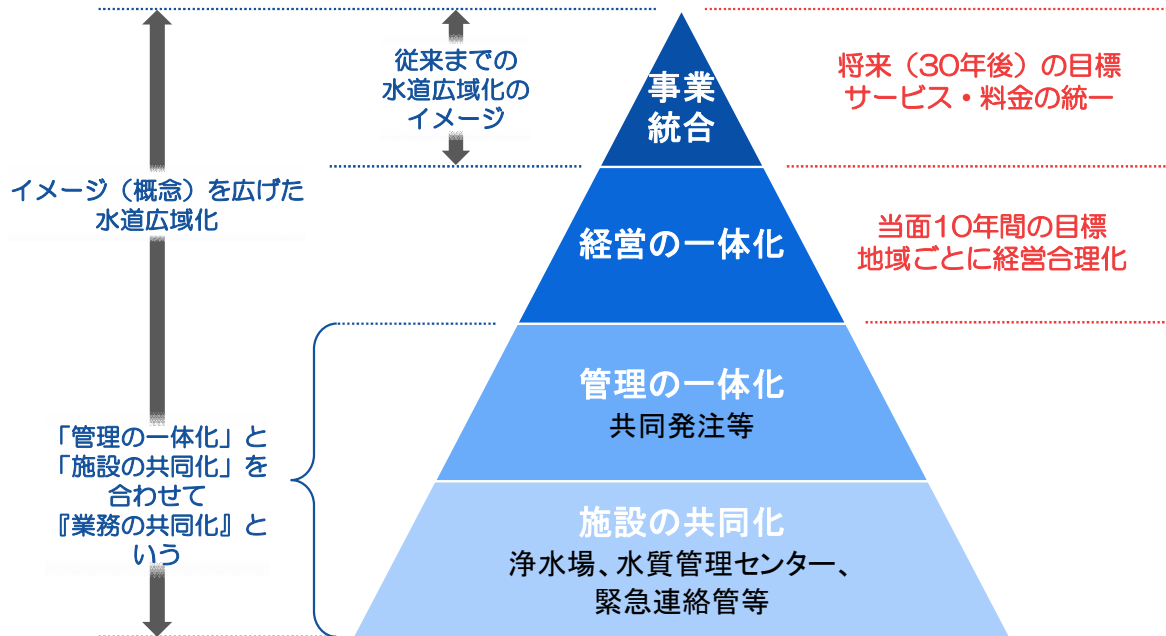 従来までの
水道広域化の
イメージ
事業
統合
将来（30年後）の目標
サービス・料金の統一
イメージ（概念）を広げた
水道広域化
経営の一体化
当面10年間の目標
地域ごとに経営合理化
管理の一体化
共同発注等
「管理の一体化」と
「施設の共同化」を
合わせて
『業務の共同化』と
いう
施設の共同化
浄水場、水質管理センター、
緊急連絡管等